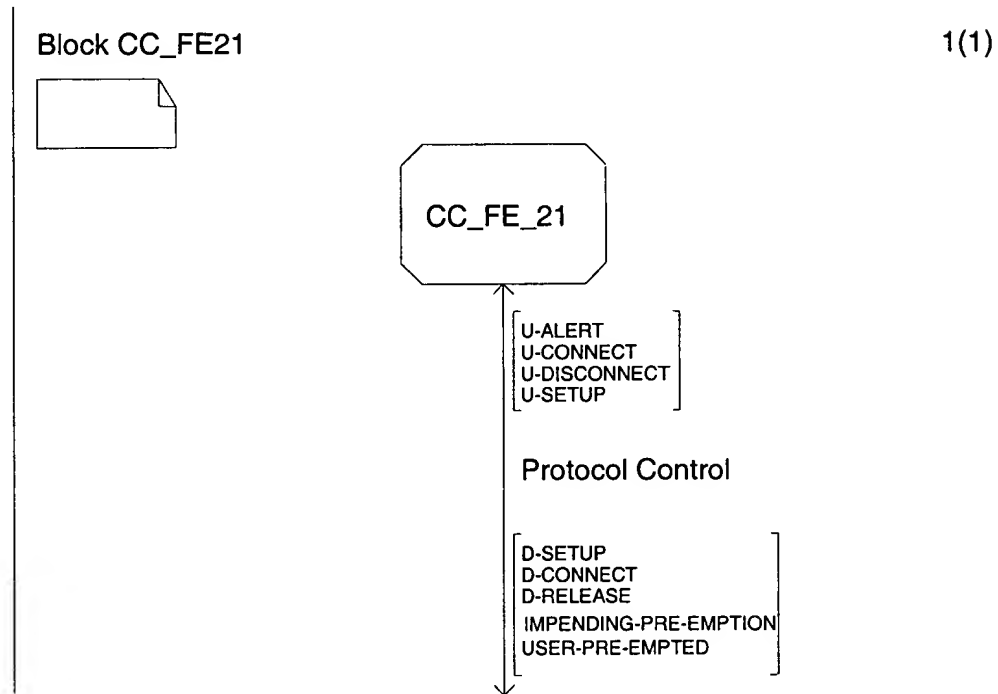 Block CC_FE21
1(1)
CC_FE_21
U-ALERT
U-CONNECT
U-DISCONNECT
U-SETUP
Protocol Control
D-SETUP
D-CONNECT
D-RELEASE
IMPENDING-PRE-EMPTION
USER-PRE-EMPTED